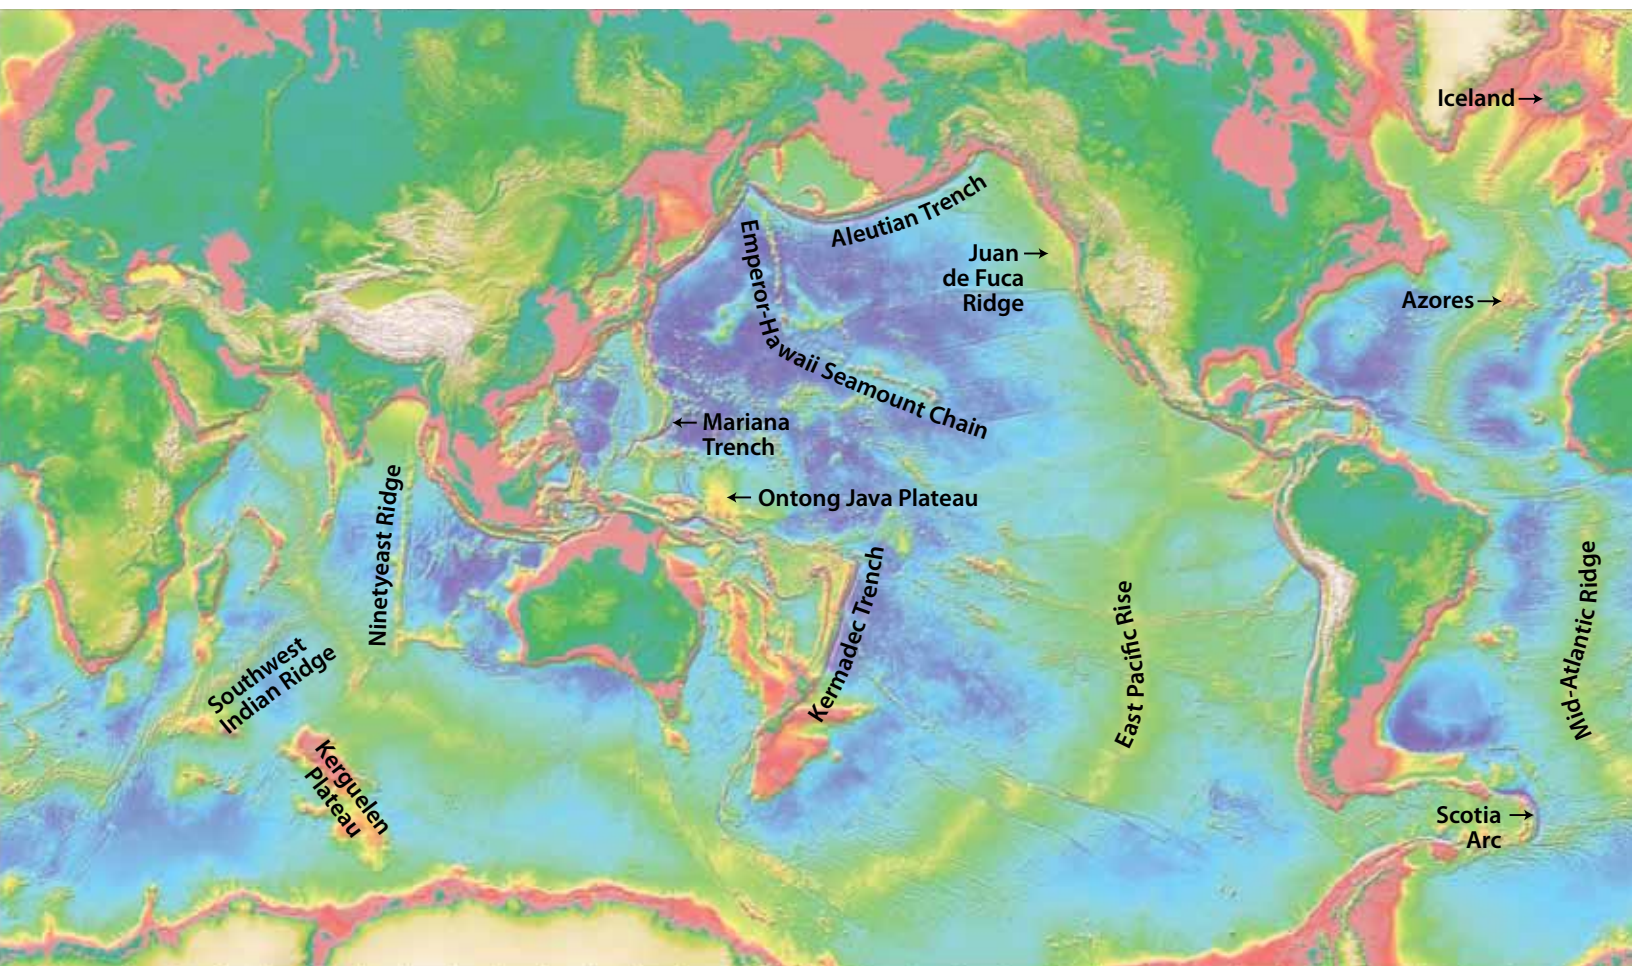 Iceland
Aleutian Trench
Emperor-Hawaii Seamount Chain
Juan
de Fuca
Ridge
Azores
Mariana
Trench
Ninetyeast Ridge
Ontong Java Plateau
Kermadec Trench
East Pacific Rise
Mid-Atlantic Ridge
Southwest
Indian Ridge
Kerguelen
Plateau
Scotia
Arc